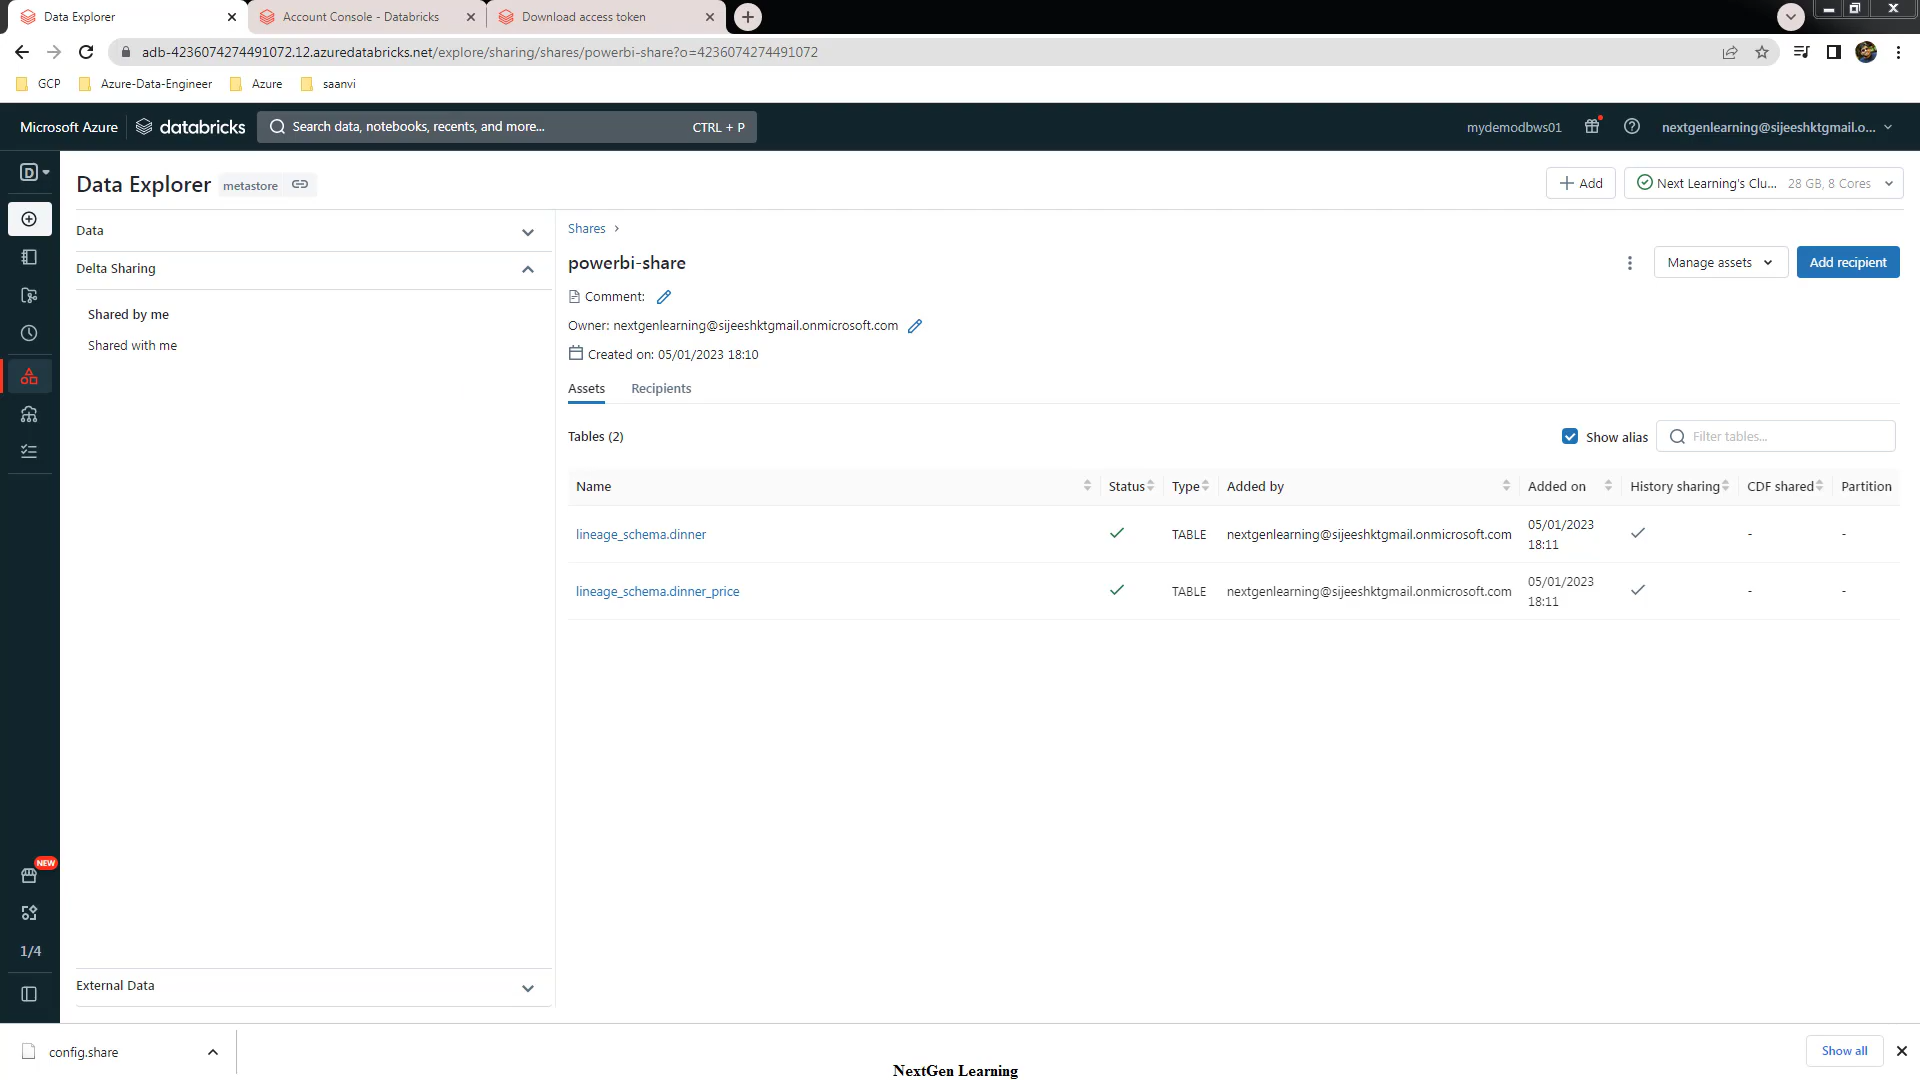 Data Explorer
Account Console - Databricks
Download access token
adb-4236074274491072.12.azuredatabricks.net/explore/sharing/shares/powerbi-share?o=4236074274491072
GCP
Azure-Data-Engineer
Azure
saanvi
Microsoft Azure
databricks
Search data, notebooks, recents, and more...
CTRL + P
mydemodbws01
nextgenlearning@sijeeshktgmail.o...
D
Data Explorer
metastore
Add
Next Learning's Clu...
28 GB, 8 Cores
Data
Delta Sharing
Shared by me
Shared with me
External Data
Shares
powerbi-share
Manage assets
Add recipient
Comment:
Owner: nextgenlearning@sijeeshktgmail.onmicrosoft.com
Created on: 05/01/2023 18:10
Assets
Recipients
Tables (2)
Show alias
Filter tables...
Name
Status
Type
Added by
Added on
History sharing
CDF shared
Partition
lineage_schema.dinner
TABLE
nextgenlearning@sijeeshktgmail.onmicrosoft.com
05/01/2023
18:11
-
-
lineage_schema.dinner_price
TABLE
nextgenlearning@sijeeshktgmail.onmicrosoft.com
05/01/2023
18:11
-
-
NEW
1/4
config.share
Show all
NextGen Learning